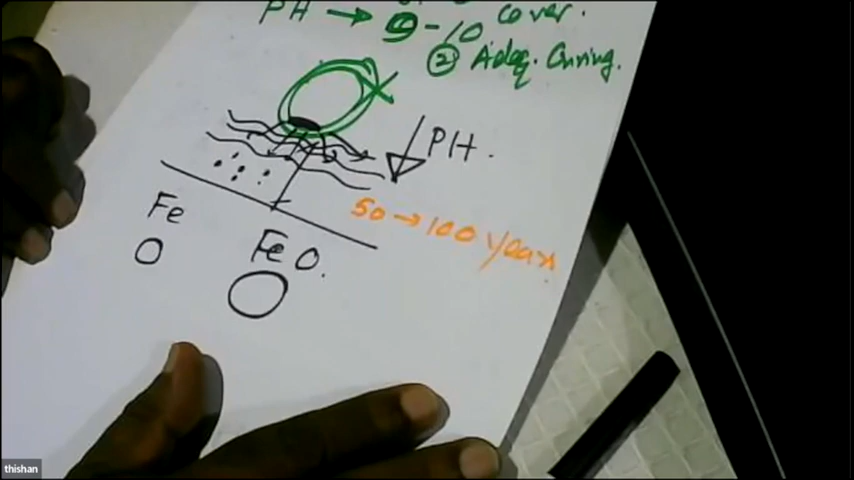 PH → 9-10 cover.
② Adeq. Curing.
PH.
50 → 100 years
Fe
FeO.
thishan